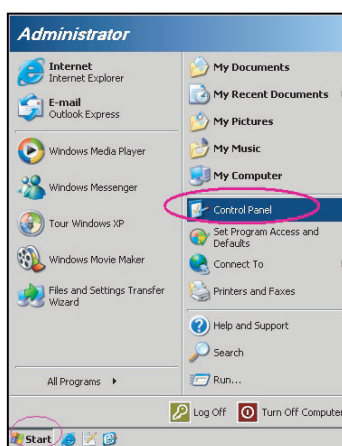 Administrator
Internet
Internet Explorer
E-mail
Outlook Express
Windows Media Player
Windows Messenger
Tour Windows XP
Windows Movie Maker
Files and Settings Transfer
Wizard
All Programs
My Documents
My Recent Documents
My Pictures
My Music
My Computer
Control Panel
Set Program Access and
Defaults
Connect To
Printers and Faxes
Help and Support
Search
Run...
Log Off Turn Off Computer
Start